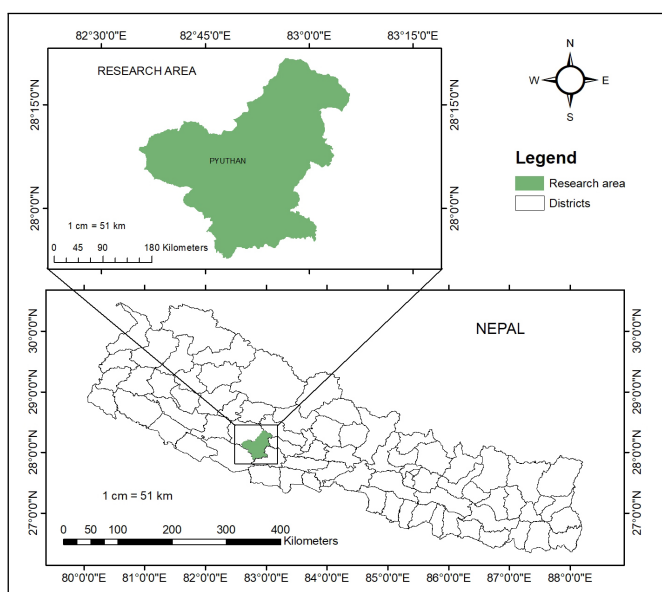 82°30'0"E 82°45'0"E 83°0'0"E 83°15'0"E
RESEARCH AREA
28°15'0"N
28°15'0"N
PYUTHAN
28°0'0"N
28°0'0"N
1 cm = 51 km
0 45 90 180 Kilometers
N
W E
S
Legend
Research area
Districts
NEPAL
30°0'0"N
30°0'0"N
29°0'0"N
29°0'0"N
28°0'0"N
28°0'0"N
27°0'0"N
27°0'0"N
1 cm = 51 km
0 25 50 100 200 300 400
Kilometers
80°0'0"E 81°0'0"E 82°0'0"E 83°0'0"E 84°0'0"E 85°0'0"E 86°0'0"E 87°0'0"E 88°0'0"E